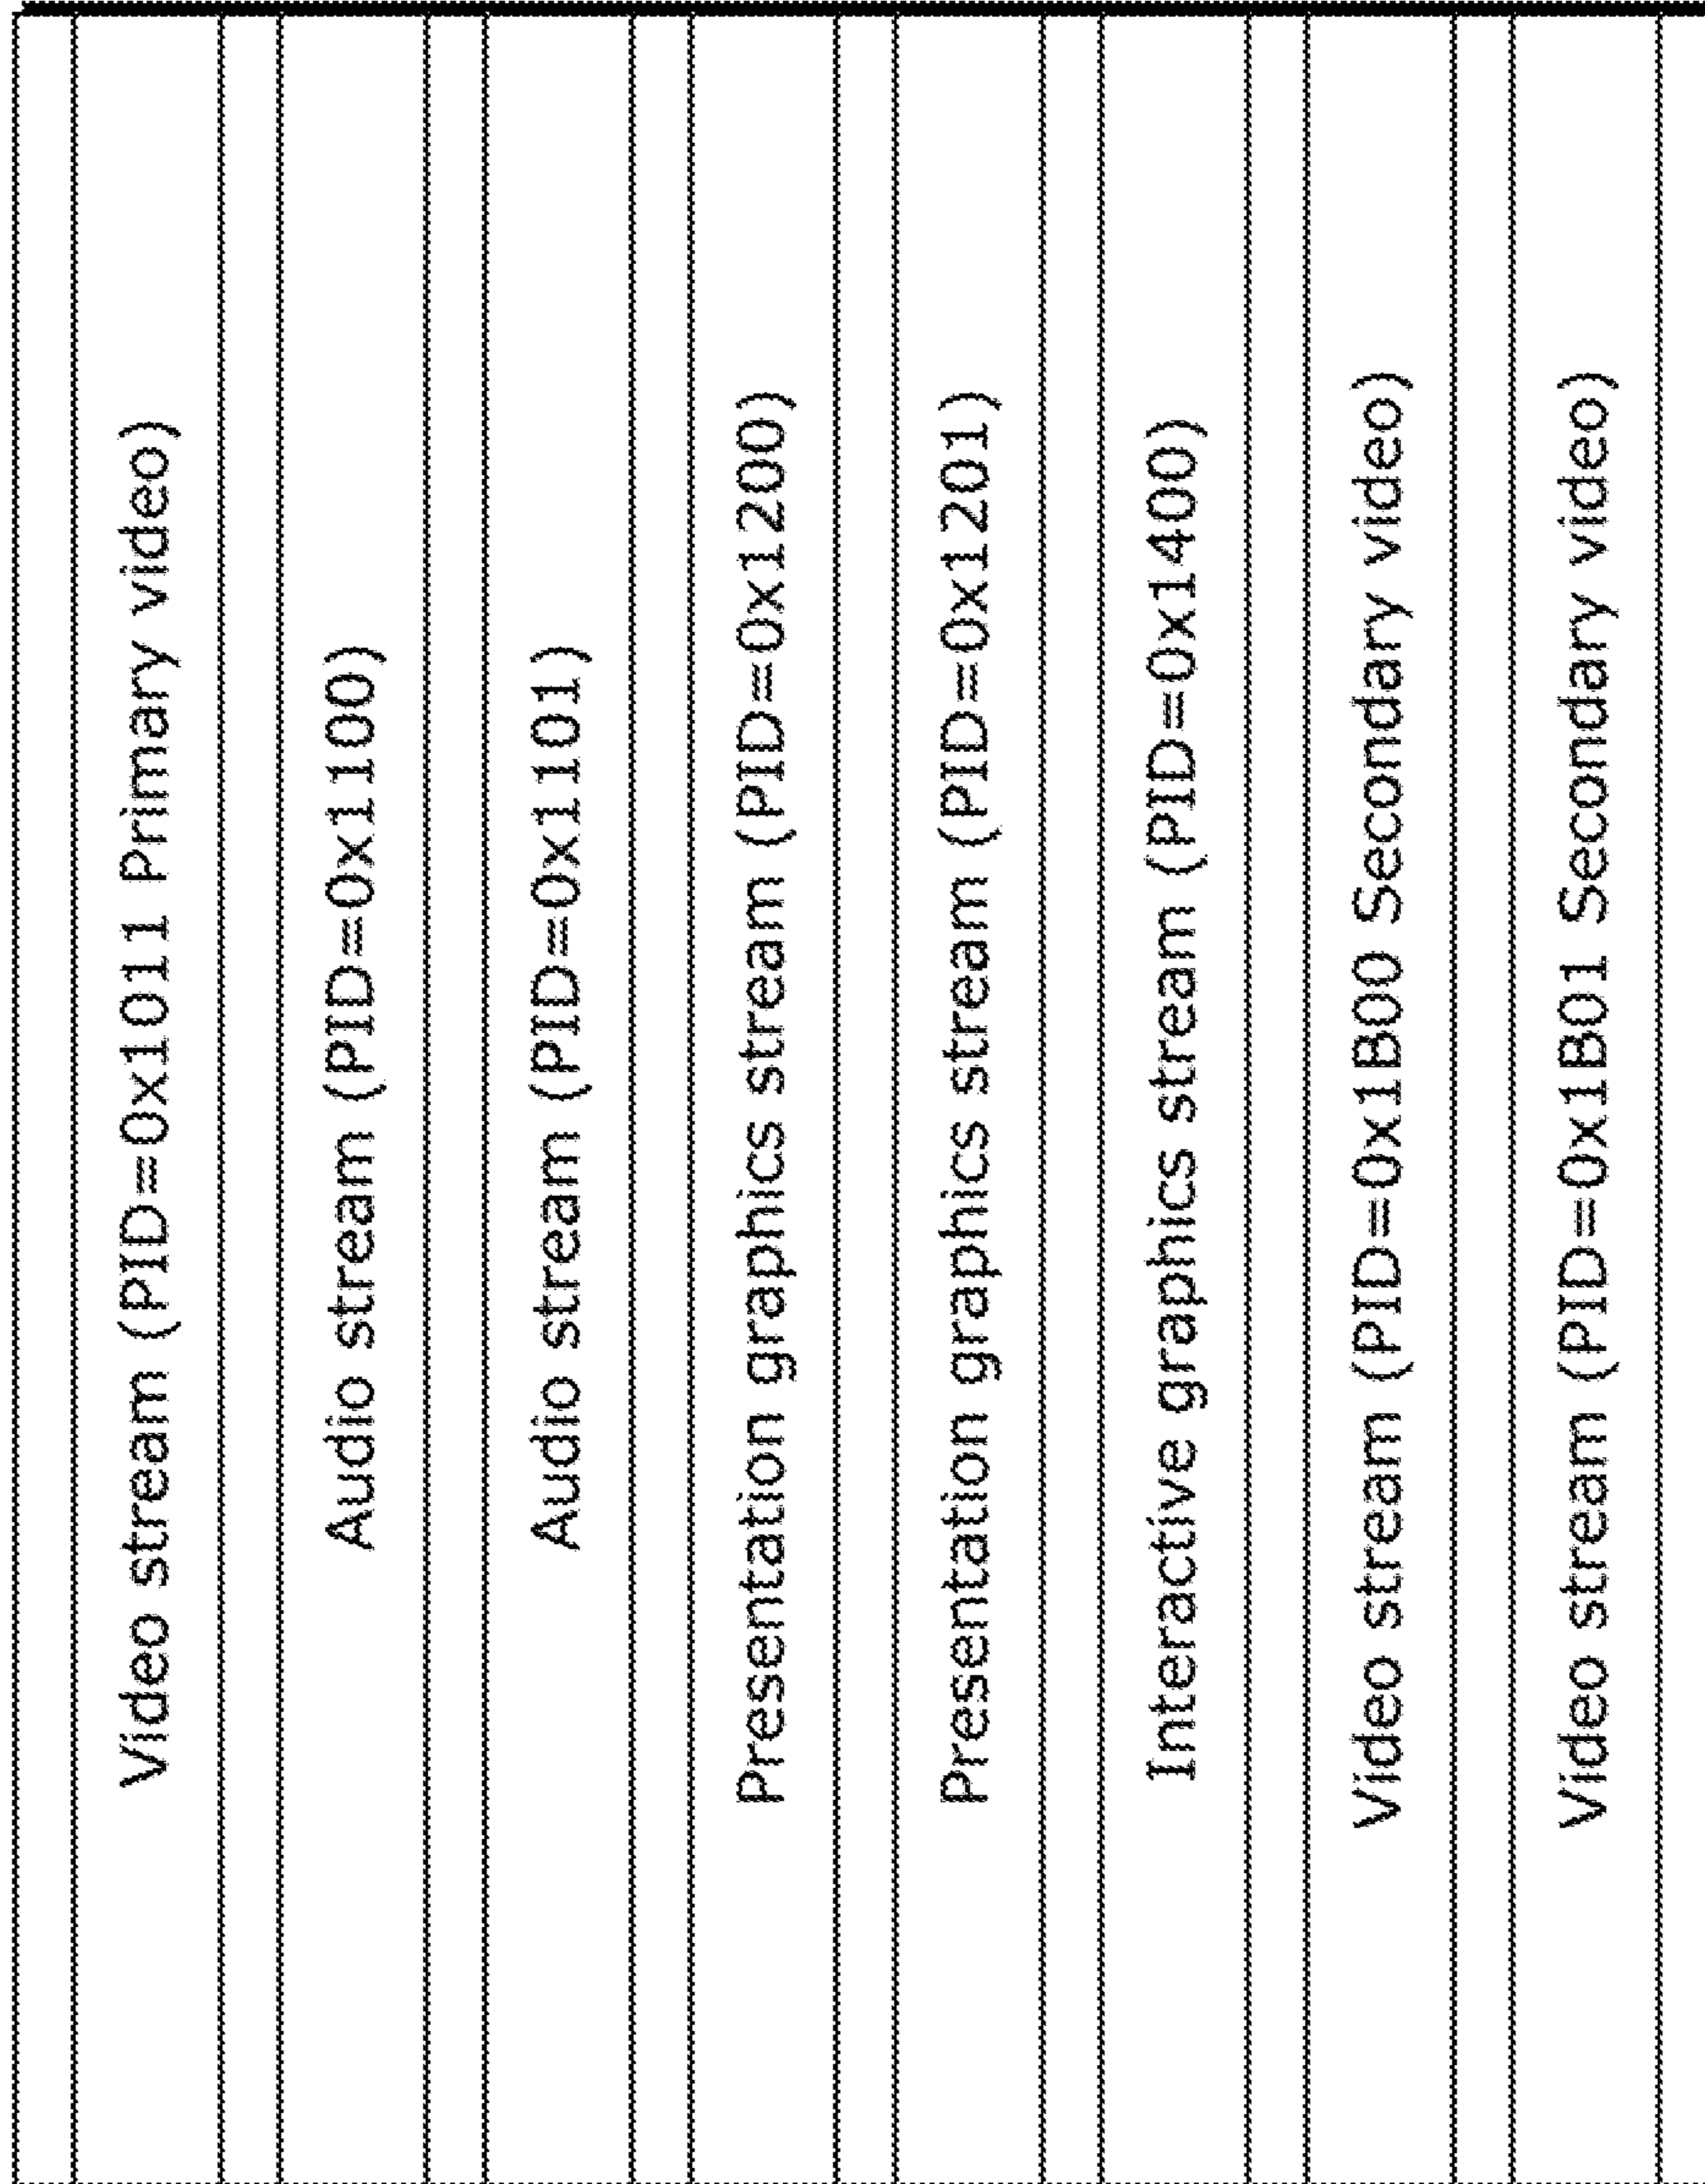 Video stream (PID=0x1011 Primary video)
Audio stream (PID=0x1100)
Audio stream (PID=0x1101)
Presentation graphics stream (PID=0x1200)
Presentation graphics stream (PID=0x1201)
Interactive graphics stream (PID=0x1400)
Video stream (PID=0x1B00 Secondary video)
Video stream (PID=0x1B01 Secondary video)